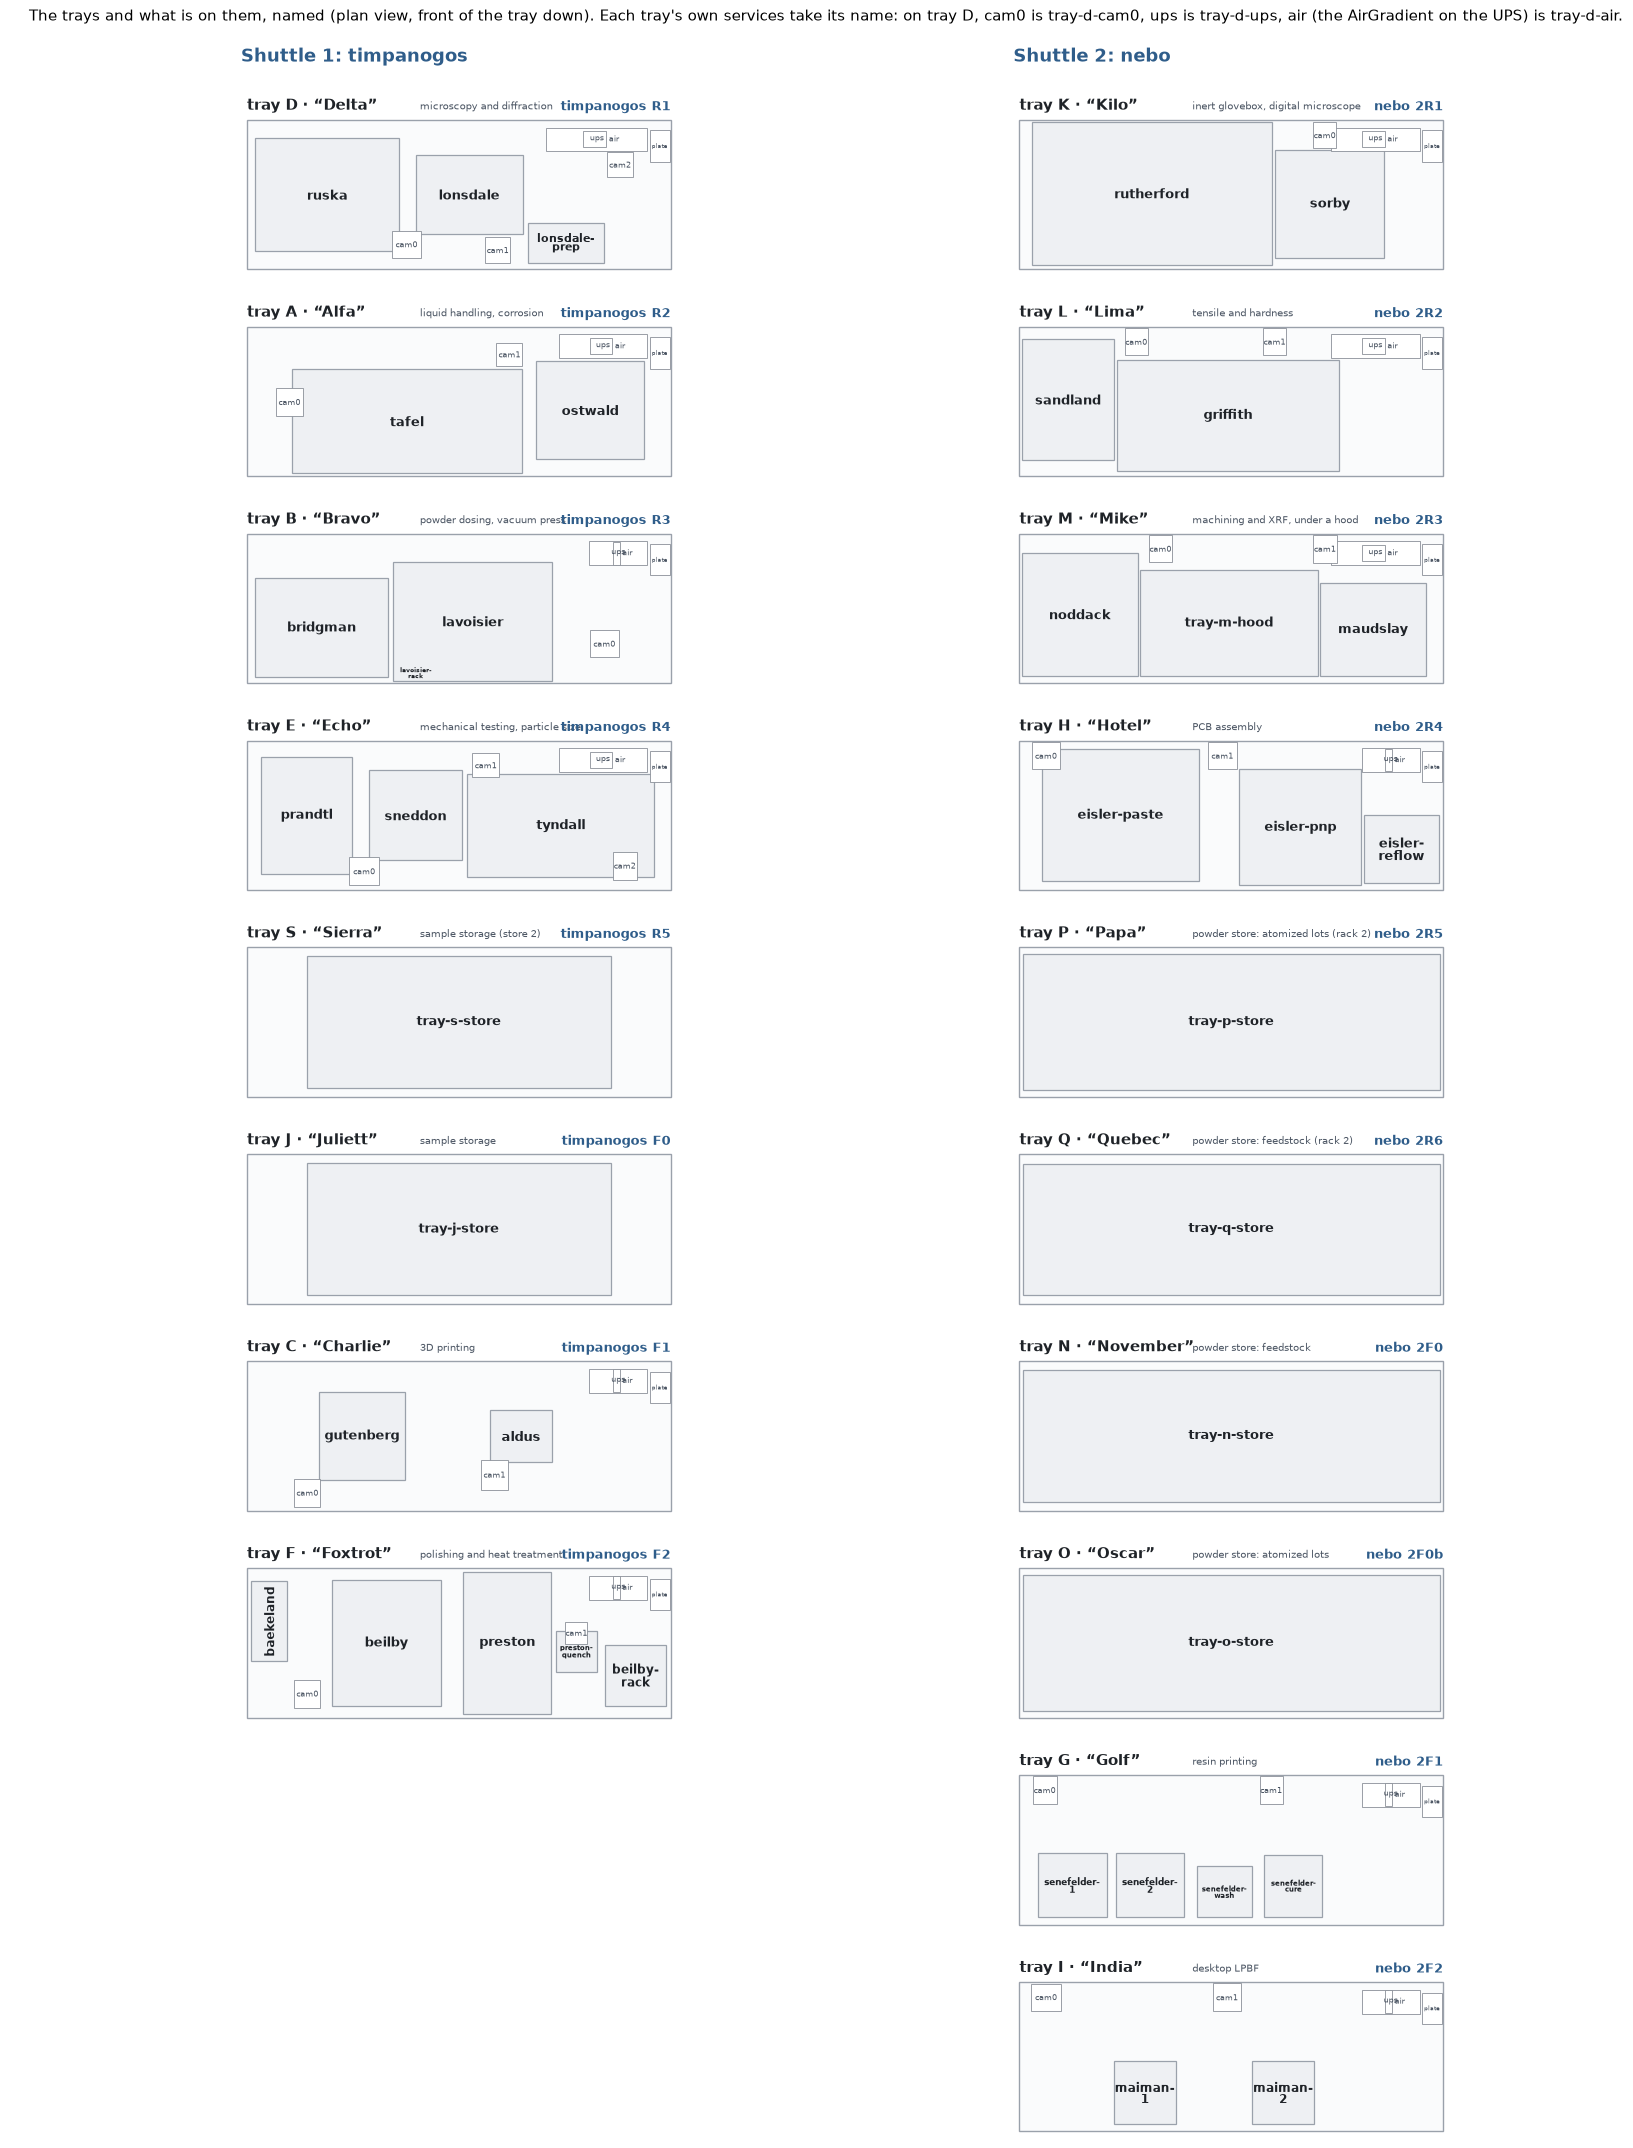 The trays and what is on them, named (plan view, front of the tray down). Each tray's own services take its name: on tray D, cam0 is tray-d-cam0, ups is tray-d-ups, air (the AirGradient on the UPS) is tray-d-air.
Shuttle 1: timpanogos
tray D · “Delta”
microscopy and diffraction
timpanogos R1
ups
air
plate
cam2
ruska
lonsdale
lonsdale-
prep
cam0
cam1
tray A · “Alfa”
liquid handling, corrosion
timpanogos R2
ups
air
plate
cam1
cam0
tafel
ostwald
tray B · “Bravo”
powder dosing, vacuum press
timpanogos R3
ups
air
plate
bridgman
lavoisier
cam0
lavoisier-
rack
tray E · “Echo”
mechanical testing, particle size
timpanogos R4
ups
air
plate
cam1
prandtl
sneddon
tyndall
cam0
cam2
tray S · “Sierra”
sample storage (store 2)
timpanogos R5
tray-s-store
tray J · “Juliett”
sample storage
timpanogos F0
tray-j-store
tray C · “Charlie”
3D printing
timpanogos F1
ups
air
plate
gutenberg
aldus
cam1
cam0
tray F · “Foxtrot”
polishing and heat treatment
timpanogos F2
ups
air
plate
baekeland
beilby
preston
cam1
preston-
quench
beilby-
rack
cam0
Shuttle 2: nebo
tray K · “Kilo”
inert glovebox, digital microscope
nebo 2R1
cam0
ups
air
plate
rutherford
sorby
tray L · “Lima”
tensile and hardness
nebo 2R2
cam0
cam1
ups
air
plate
sandland
griffith
tray M · “Mike”
machining and XRF, under a hood
nebo 2R3
cam0
cam1
ups
air
plate
noddack
tray-m-hood
maudslay
tray H · “Hotel”
PCB assembly
nebo 2R4
cam0
cam1
ups
air
plate
eisler-paste
eisler-pnp
eisler-
reflow
tray P · “Papa”
powder store: atomized lots (rack 2)
nebo 2R5
tray-p-store
tray Q · “Quebec”
powder store: feedstock (rack 2)
nebo 2R6
tray-q-store
tray N · “November”
powder store: feedstock
nebo 2F0
tray-n-store
tray O · “Oscar”
powder store: atomized lots
nebo 2F0b
tray-o-store
tray G · “Golf”
resin printing
nebo 2F1
cam0
cam1
ups
air
plate
senefelder-
1
senefelder-
2
senefelder-
wash
senefelder-
cure
tray I · “India”
desktop LPBF
nebo 2F2
cam0
cam1
ups
air
plate
maiman-
1
maiman-
2